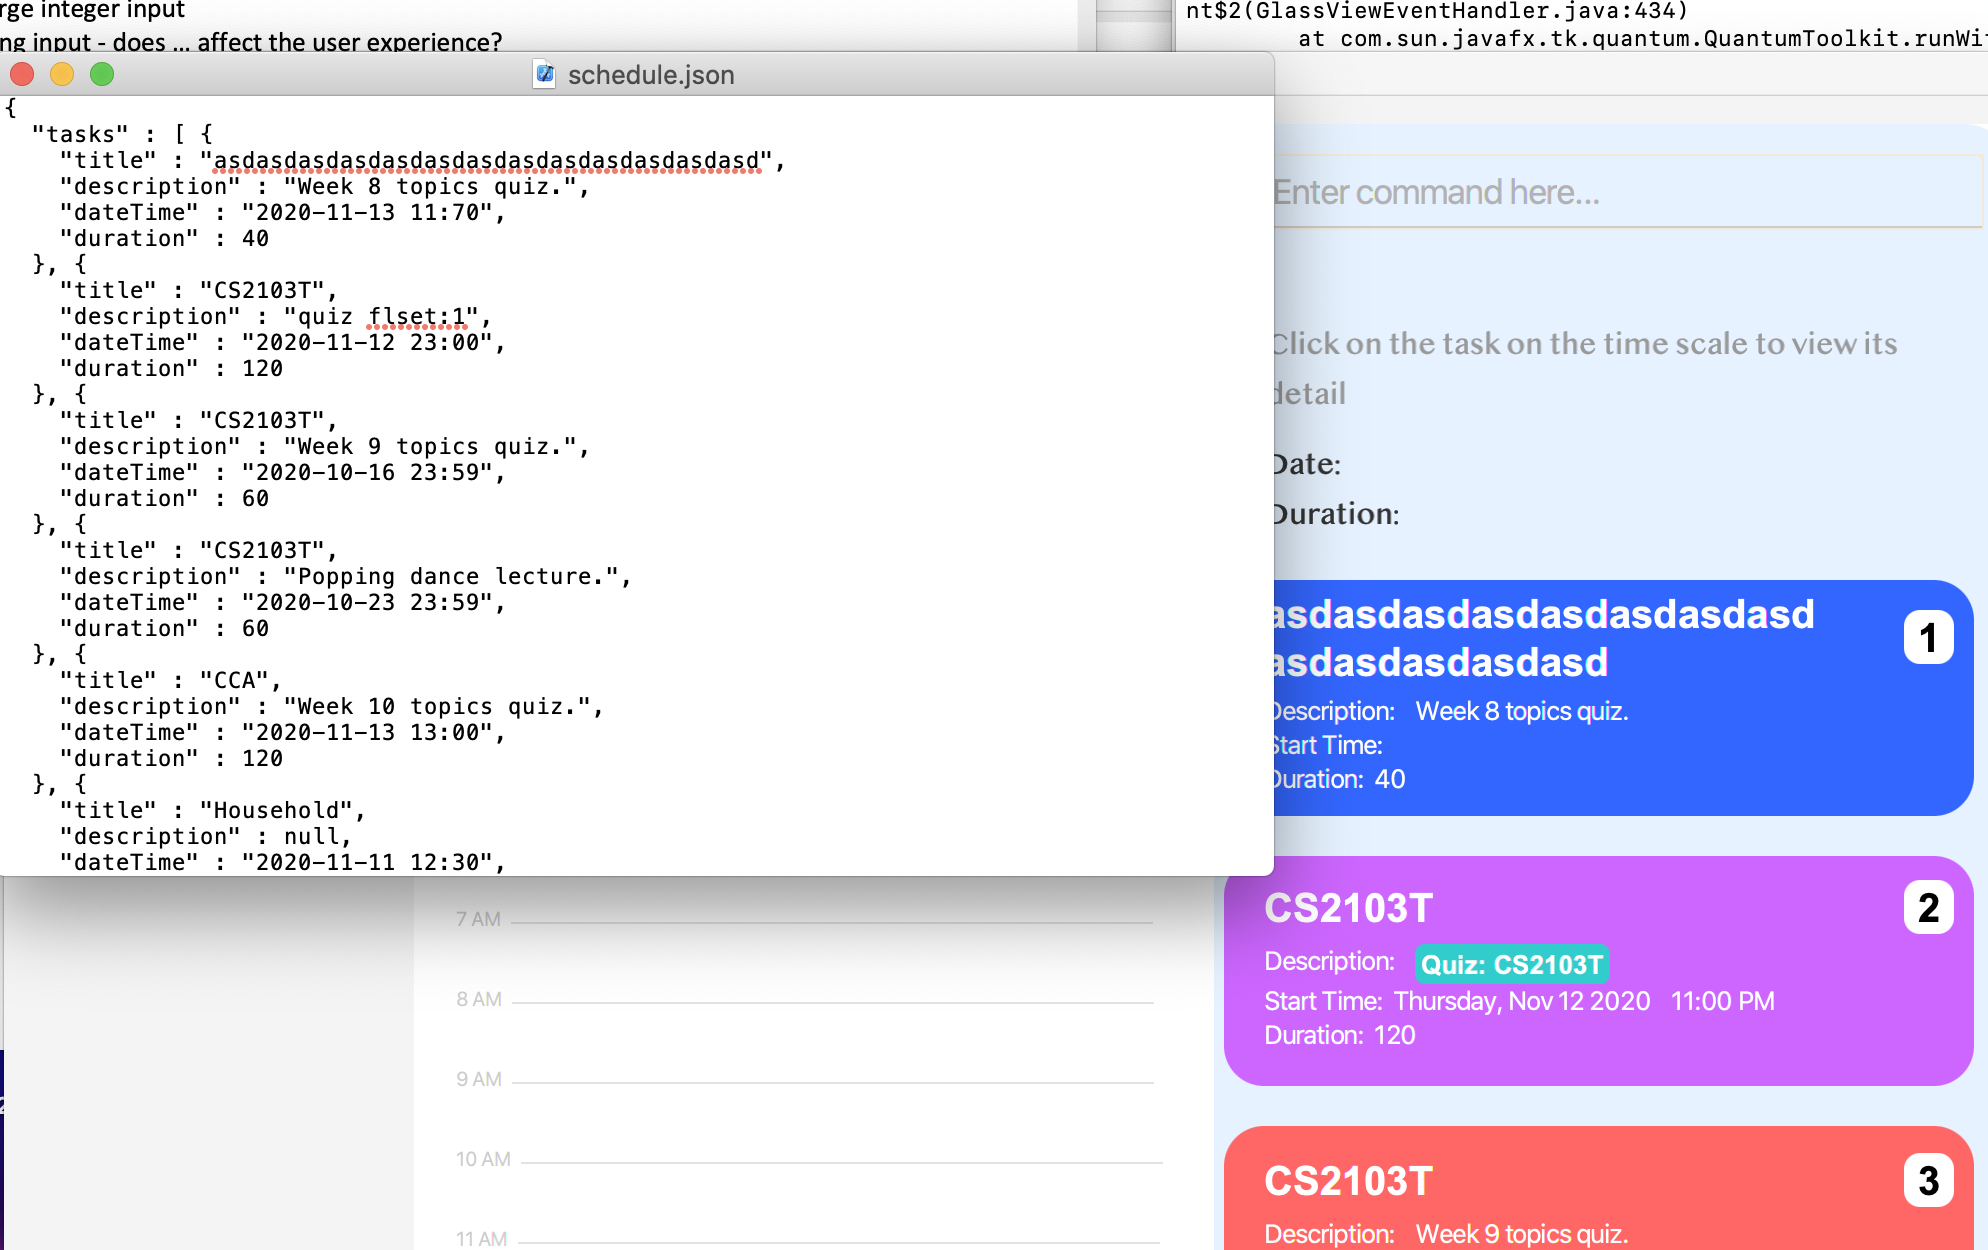 rge integer input
ng input - does ... affect the user experience?
nt$2(GlassViewEventHandler.java:434)
at com.sun.javafx.tk.quantum.QuantumToolkit.runWit
schedule.json
{
"tasks" : [ {
"title" : "asdasdasdasdasdasdasdasdasdasdasdasdasd",
"description" : "Week 8 topics quiz.",
"dateTime" : "2020-11-13 11:70",
"duration" : 40
}, {
"title" : "CS2103T",
"description" : "quiz flset:1",
"dateTime" : "2020-11-12 23:00",
"duration" : 120
}, {
"title" : "CS2103T",
"description" : "Week 9 topics quiz.",
"dateTime" : "2020-10-16 23:59",
"duration" : 60
}, {
"title" : "CS2103T",
"description" : "Popping dance lecture.",
"dateTime" : "2020-10-23 23:59",
"duration" : 60
}, {
"title" : "CCA",
"description" : "Week 10 topics quiz.",
"dateTime" : "2020-11-13 13:00",
"duration" : 120
}, {
"title" : "Household",
"description" : null,
"dateTime" : "2020-11-11 12:30",
7 AM
8 AM
9 AM
10 AM
11 AM
Enter command here...
Click on the task on the time scale to view its
detail
Date:
Duration:
asdasdasdasdasdasdasdasdasd
asdasdasdasdasd
1
Description: Week 8 topics quiz.
Start Time:
Duration: 40
CS2103T
2
Description: Quiz: CS2103T
Start Time: Thursday, Nov 12 2020 11:00 PM
Duration: 120
CS2103T
3
Description: Week 9 topics quiz.